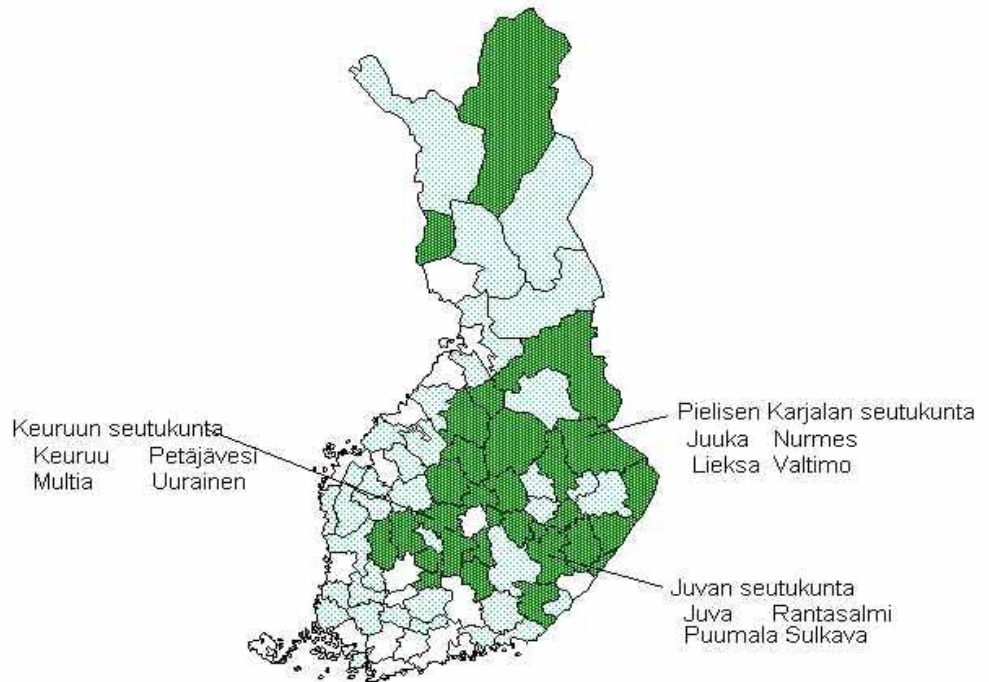 Keuruun seutukunta
Keuruu Petäjävesi
Multia Uurainen
Pielisen Karjalan seutukunta
Juuka Nurmes
Lieksa Valtimo
Juvan seutukunta
Juva Rantasalmi
Puumala Sulkava